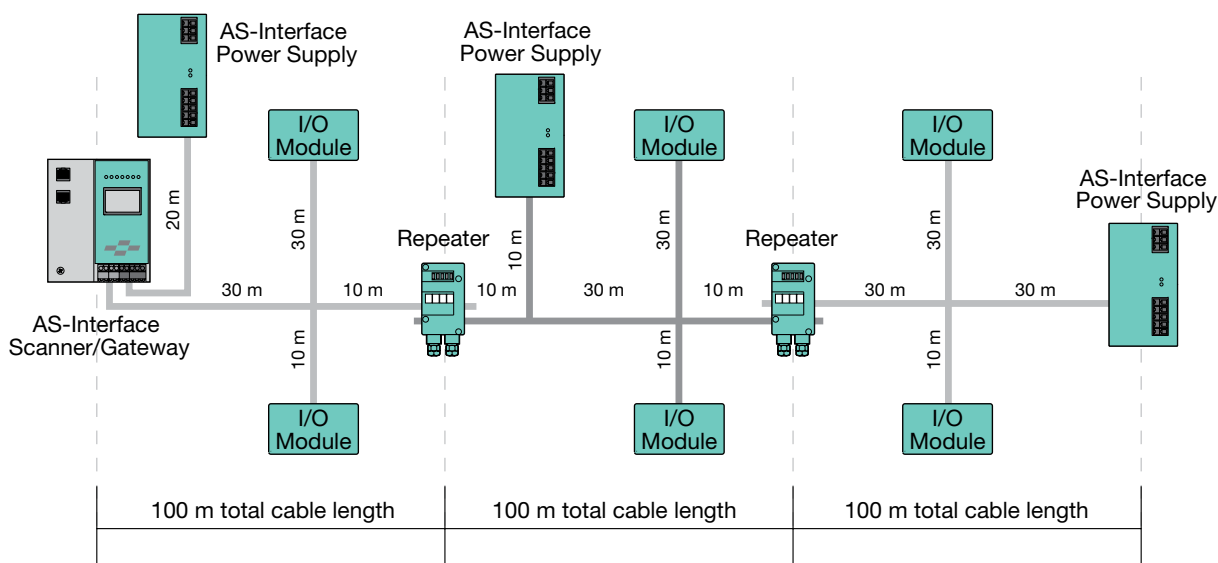 AS-Interface
Power Supply
AS-Interface
Power Supply
I/O
Module
I/O
Module
I/O
Module
AS-Interface
Power Supply
20 m
30 m
10 m
30 m
30 m
Repeater
Repeater
30 m
10 m
10 m
30 m
10 m
30 m
30 m
AS-Interface
Scanner/Gateway
10 m
10 m
10 m
I/O
Module
I/O
Module
I/O
Module
100 m total cable length
100 m total cable length
100 m total cable length